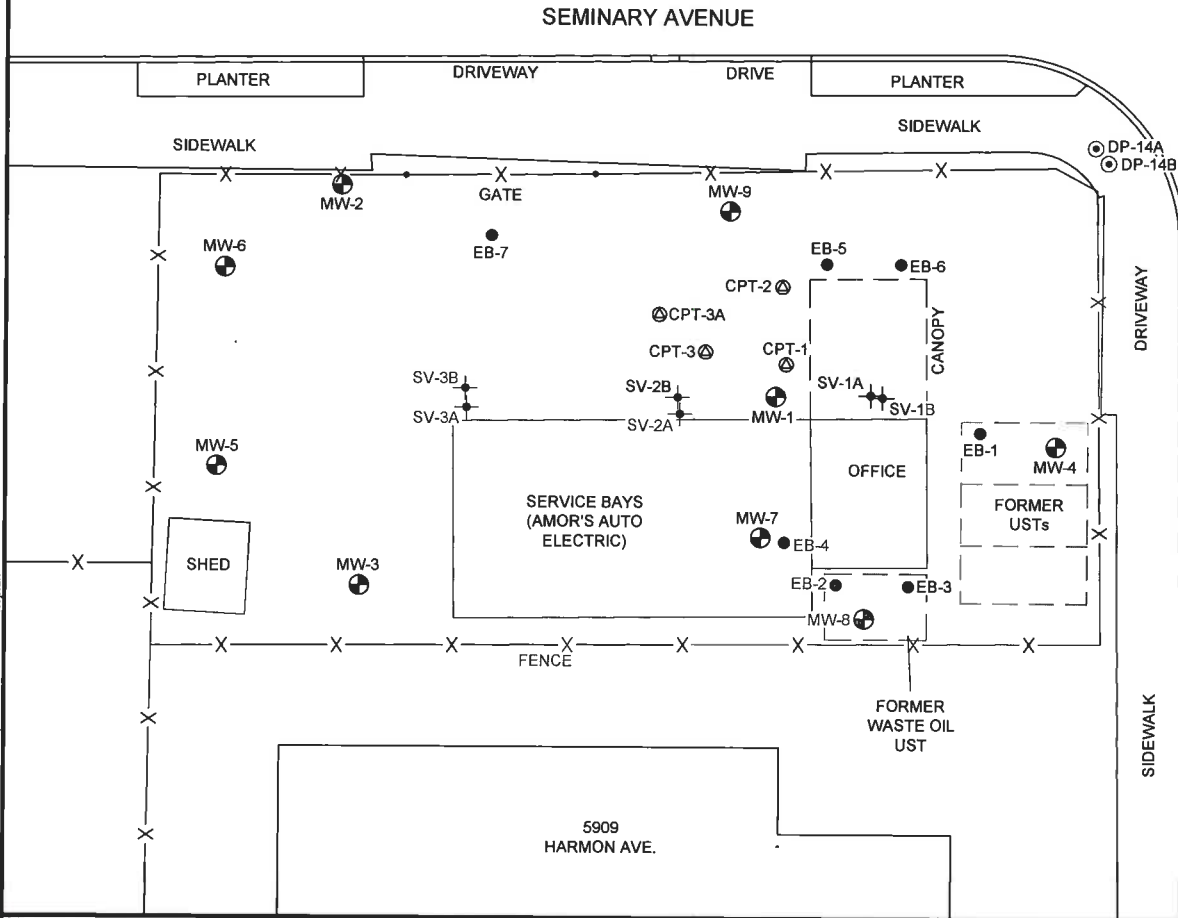 SEMINARY AVENUE
PLANTER
DRIVEWAY
DRIVE
PLANTER
SIDEWALK
SIDEWALK
DP-14A
DP-14B
X
X
X
X
X
MW-2
GATE
MW-9
MW-6
EB-7
EB-5
EB-6
X
CPT-2
CPT-3A
X
DRIVEWAY
CANOPY
CPT-3
CPT-1
X
SV-3B
SV-2B
SV-1A
SV-3A
SV-2A
MW-1
SV-1B
X
MW-5
EB-1
MW-4
OFFICE
X
SERVICE BAYS
(AMOR'S AUTO
ELECTRIC)
FORMER
USTs
MW-7
EB-4
X
X
SHED
MW-3
EB-2
EB-3
X
MW-8
X
X
X
X
X
X
X
X
FENCE
FORMER
WASTE OIL
UST
X
SIDEWALK
5909
HARMON AVE.
X